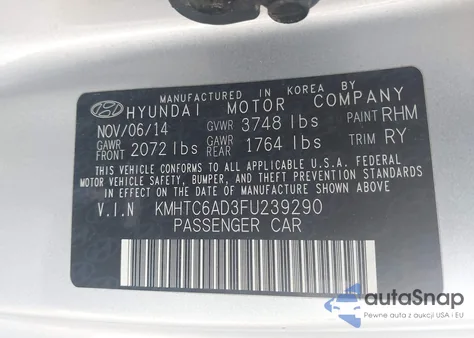 MANUFACTURED IN KOREA BY
HYUNDAI MOTOR COMPANY
NOV/06/14 GVWR 3748 lbs PAINT RHM
GAWR FRONT 2072 lbs GAWR REAR 1764 lbs TRIM RY
THIS VEHICLE CONFORMS TO ALL APPLICABLE U.S.A. FEDERAL
MOTOR VEHICLE SAFETY, BUMPER, AND THEFT PREVENTION STANDARDS
IN EFFECT ON THE DATE OF MANUFACTURE SHOWN ABOVE.
V.I.N KMHTC6AD3FU239290
PASSENGER CAR
autoSnap
Pewne auta z aukcji USA i EU